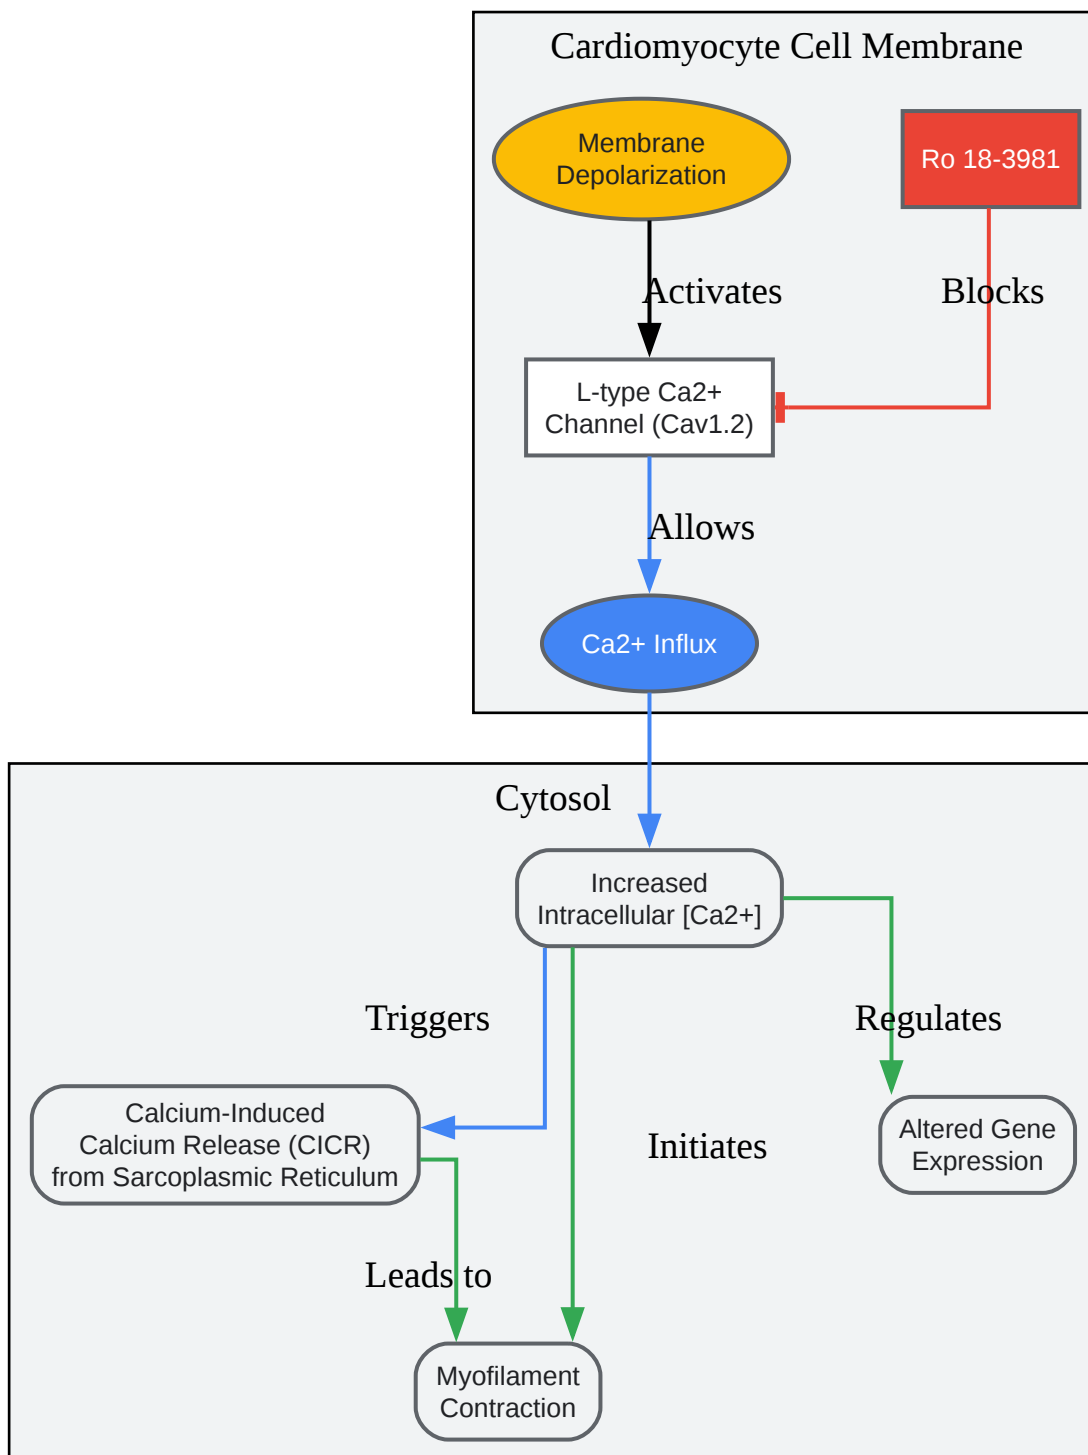 Cardiomyocyte Cell Membrane
Membrane
Depolarization
Ro 18-3981
Activates
Blocks
L-type Ca2+
Channel (Cav1.2)
Allows
Ca2+ Influx
Cytosol
Increased
Intracellular [Ca2+]
Triggers
Regulates
Calcium-Induced
Calcium Release (CICR)
from Sarcoplasmic Reticulum
Initiates
Altered Gene
Expression
Leads to
Myofilament
Contraction